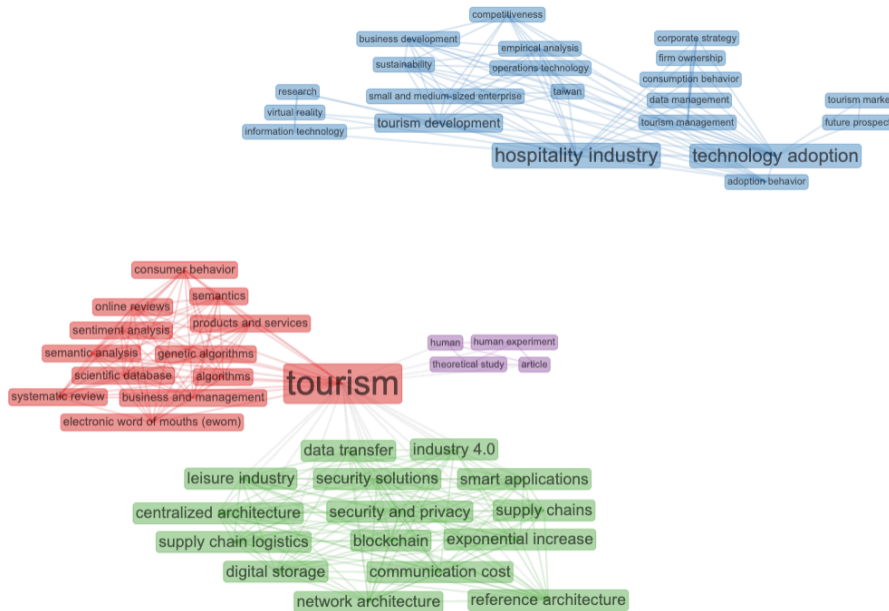 competitiveness
business development
corporate strategy
empirical analysis
firm ownership
sustainability
operations technology
consumption behavior
research
small and medium-sized enterprise
taiwan
data management
tourism marke
virtual reality
tourism development
tourism management
future prospect
information technology
hospitality industry
technology adoption
adoption behavior
consumer behavior
semantics
online reviews
products and services
sentiment analysis
human
human experiment
semantic analysis
genetic algorithms
theoretical study
article
scientific database
algorithms
tourism
systematic review
business and management
electronic word of mouths (ewom)
data transfer
industry 4.0
leisure industry
security solutions
smart applications
centralized architecture
security and privacy
supply chains
supply chain logistics
blockchain
exponential increase
digital storage
communication cost
network architecture
reference architecture